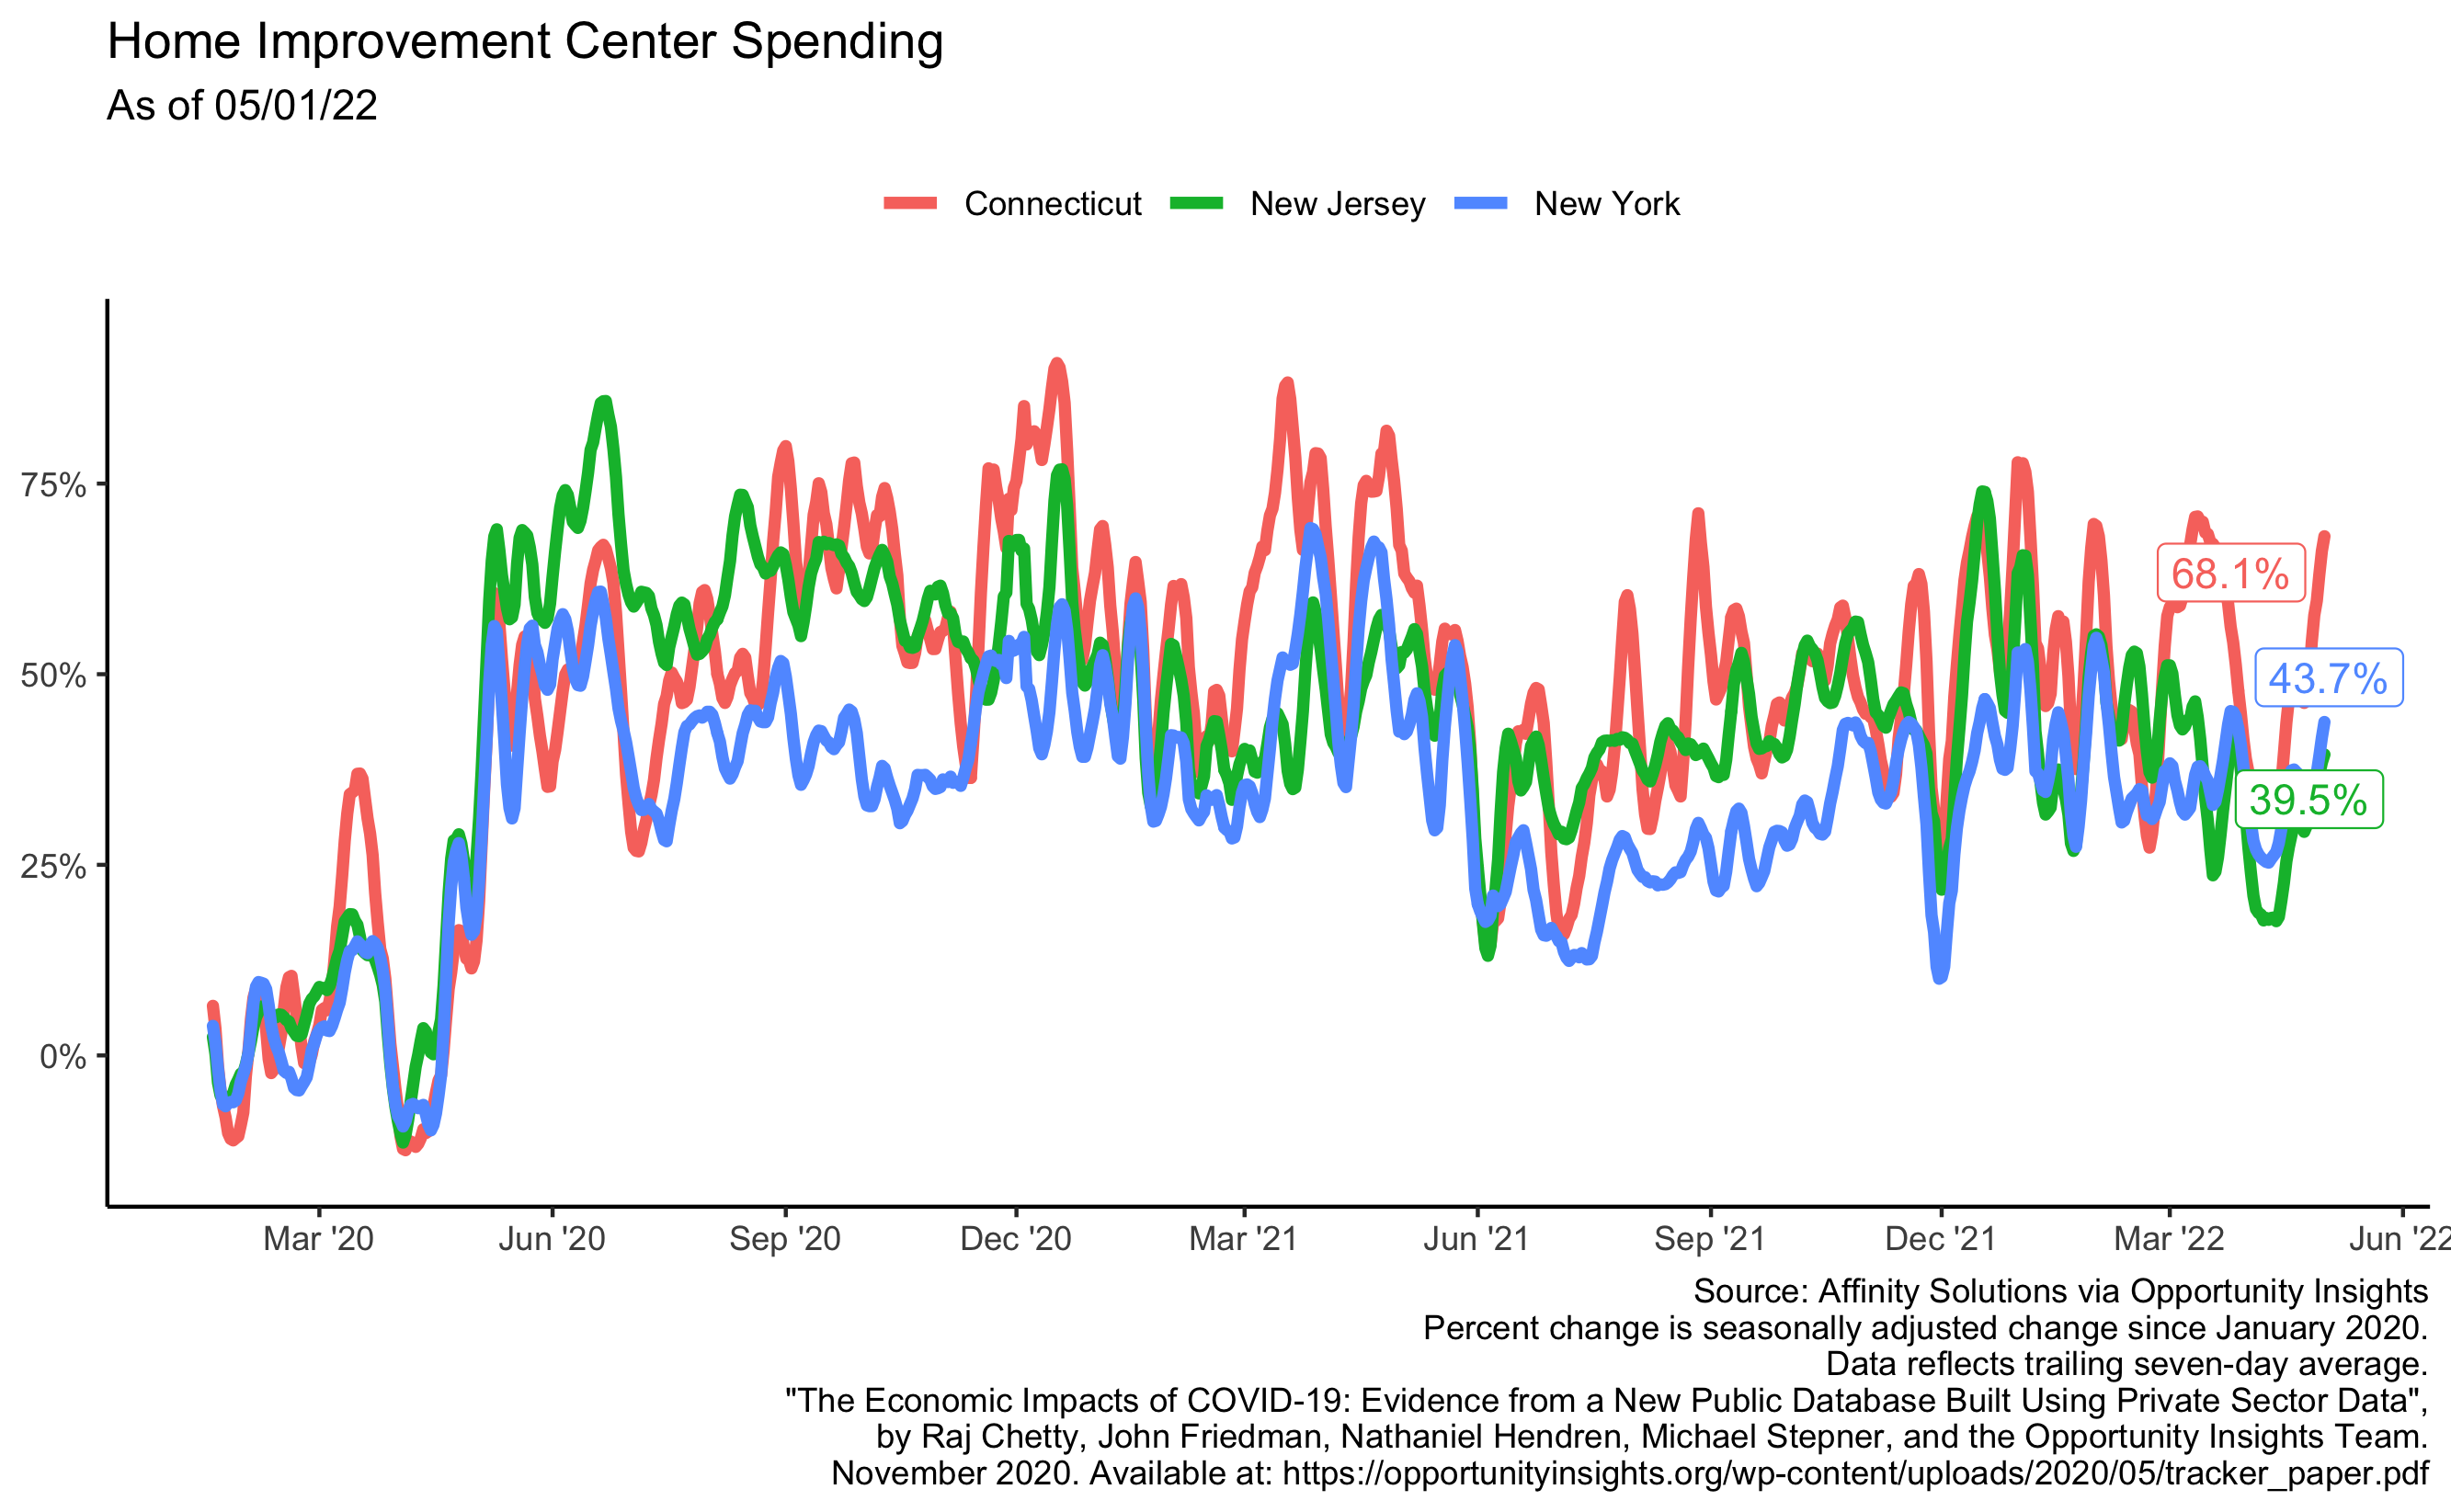 Home Improvement Center Spending
As of 05/01/22
Connecticut New Jersey New York
75%
50%
25%
0%
68.1%
43.7%
39.5%
Mar '20 Jun '20 Sep '20 Dec '20 Mar '21 Jun '21 Sep '21 Dec '21 Mar '22 Jun '22
Source: Affinity Solutions via Opportunity Insights
Percent change is seasonally adjusted change since January 2020.
Data reflects trailing seven-day average.
"The Economic Impacts of COVID-19: Evidence from a New Public Database Built Using Private Sector Data",
by Raj Chetty, John Friedman, Nathaniel Hendren, Michael Stepner, and the Opportunity Insights Team.
November 2020. Available at: https://opportunityinsights.org/wp-content/uploads/2020/05/tracker_paper.pdf